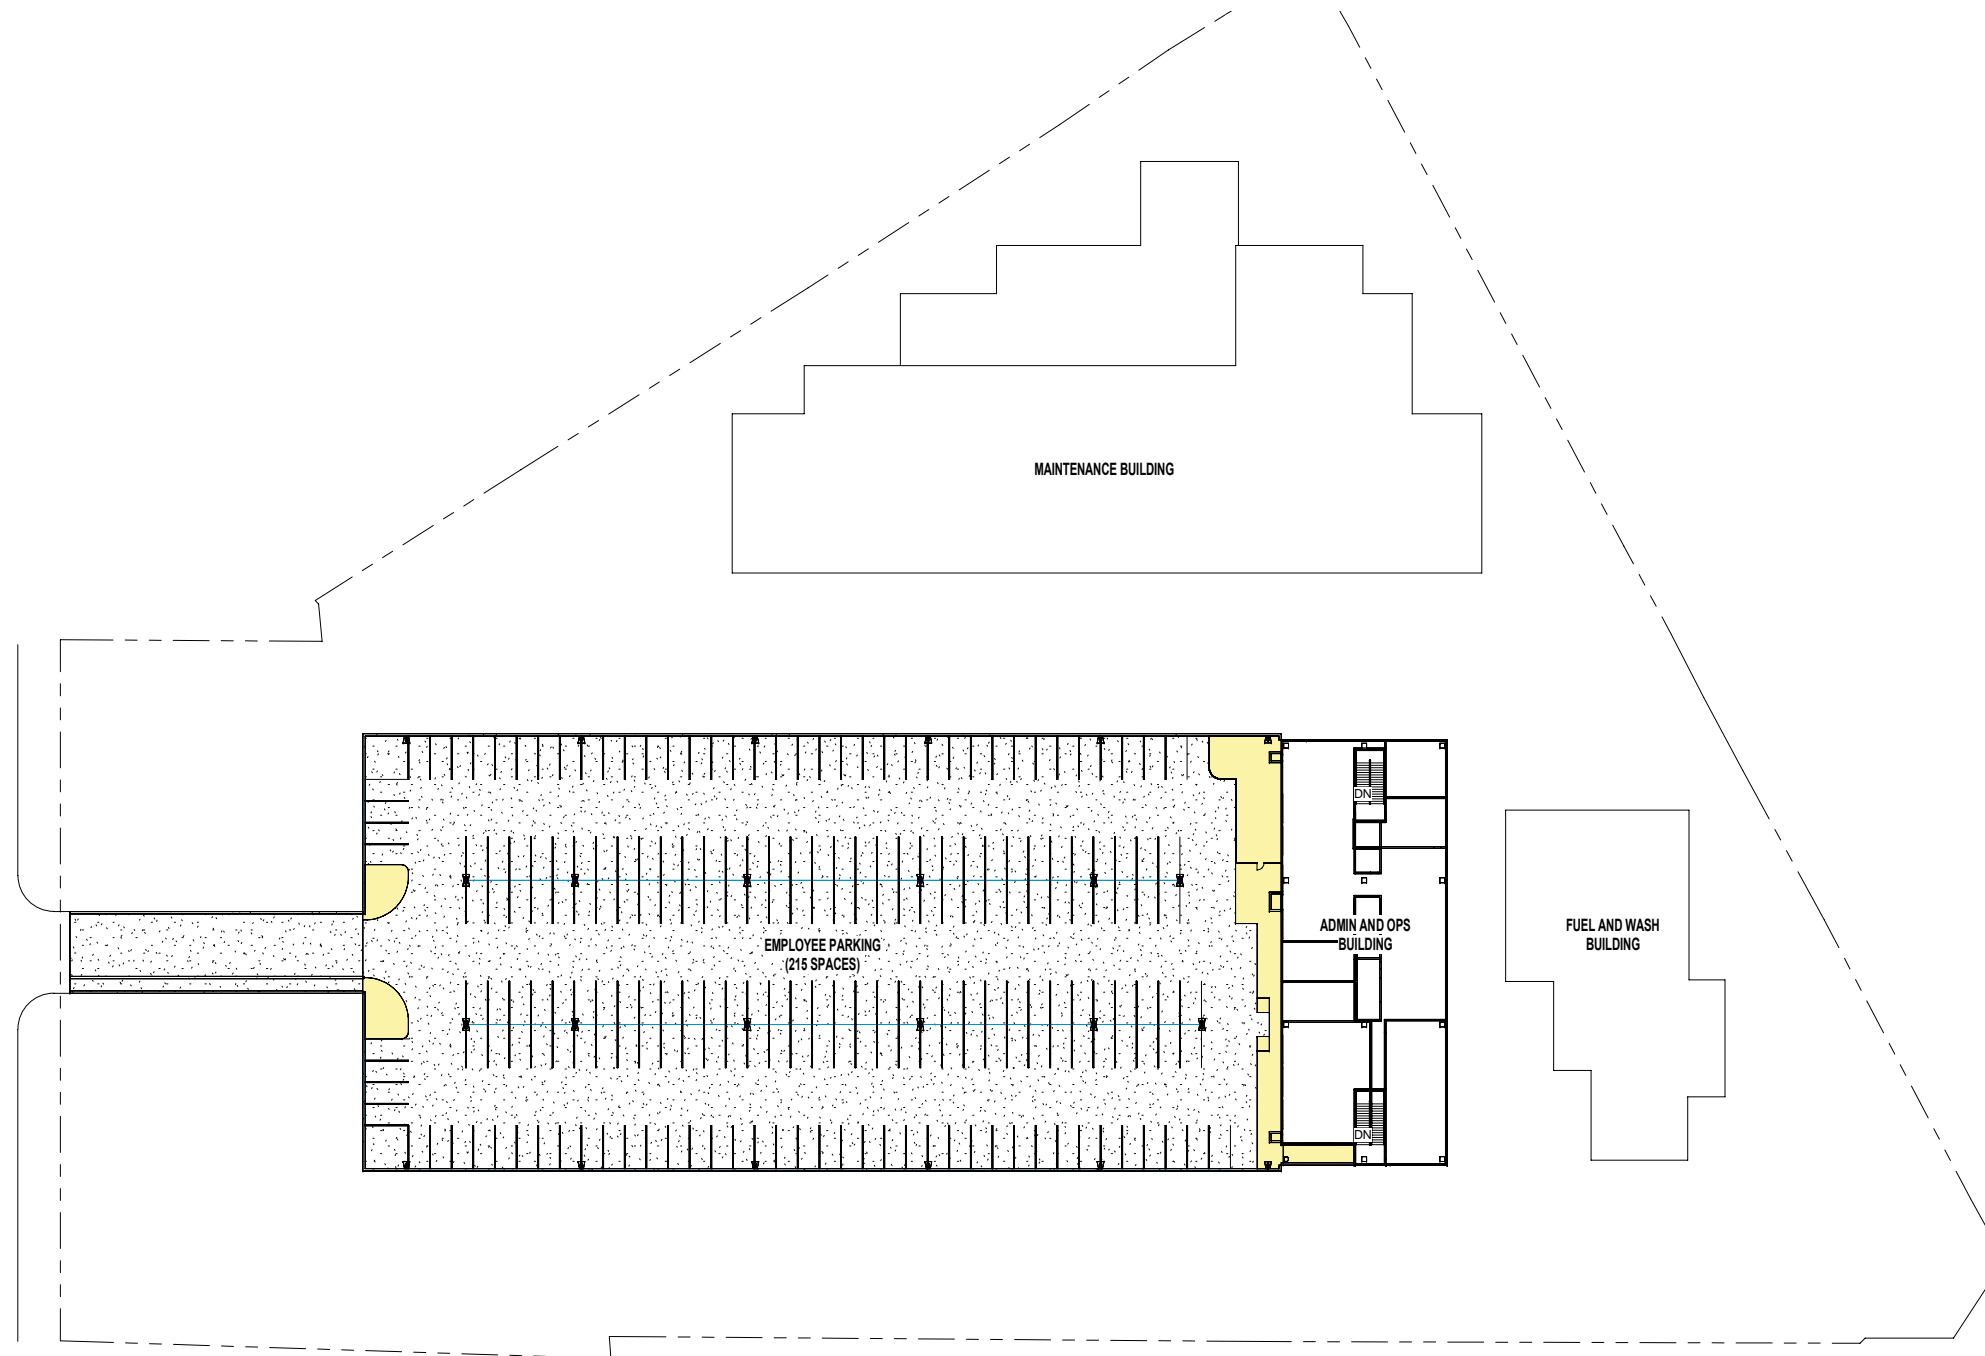 MAINTENANCE BUILDING
DN
ADMIN AND OPS
BUILDING
FUEL AND WASH
BUILDING
EMPLOYEE PARKING
(215 SPACES)
DN